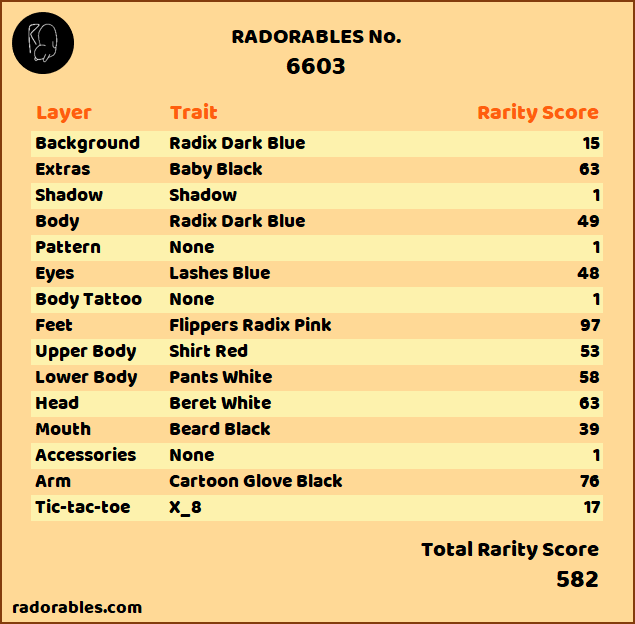 RADORABLES No.
6603
Layer Trait Rarity Score
Background Radix Dark Blue 15
Extras Baby Black 63
Shadow Shadow 1
Body Radix Dark Blue 49
Pattern None 1
Eyes Lashes Blue 48
Body Tattoo None 1
Feet Flippers Radix Pink 97
Upper Body Shirt Red 53
Lower Body Pants White 58
Head Beret White 63
Mouth Beard Black 39
Accessories None 1
Arm Cartoon Glove Black 76
Tic-tac-toe X_8 17
Total Rarity Score
582
radorables.com